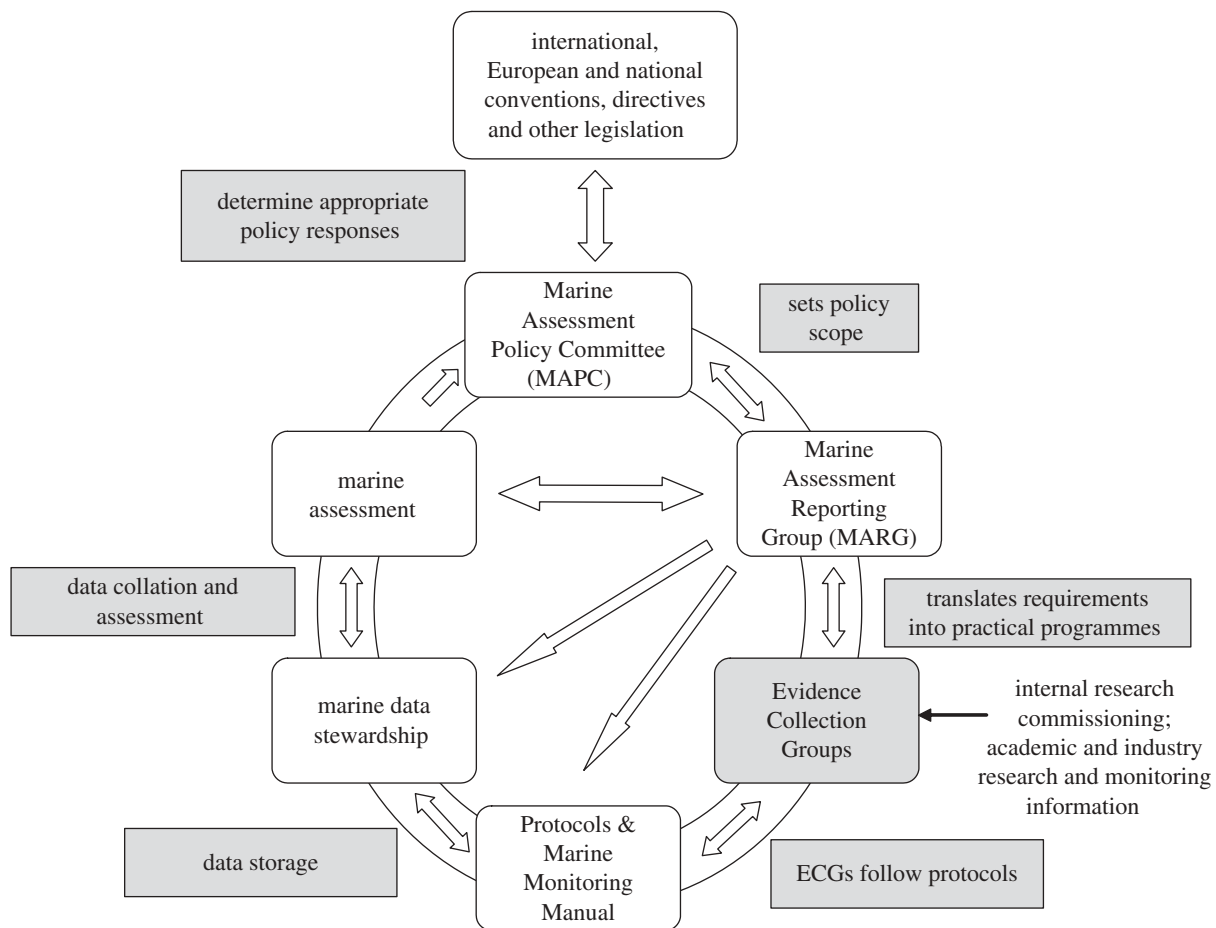 international,
European and national
conventions, directives
and other legislation
determine appropriate
policy responses
Marine
Assessment
Policy Committee
(MAPC)
sets policy
scope
marine
assessment
Marine
Assessment
Reporting
Group (MARG)
data collation and
assessment
translates requirements
into practical programmes
marine data
stewardship
Evidence
Collection
Groups
internal research
commissioning;
academic and industry
research and monitoring
information
data storage
Protocols &
Marine
Monitoring
Manual
ECGs follow protocols